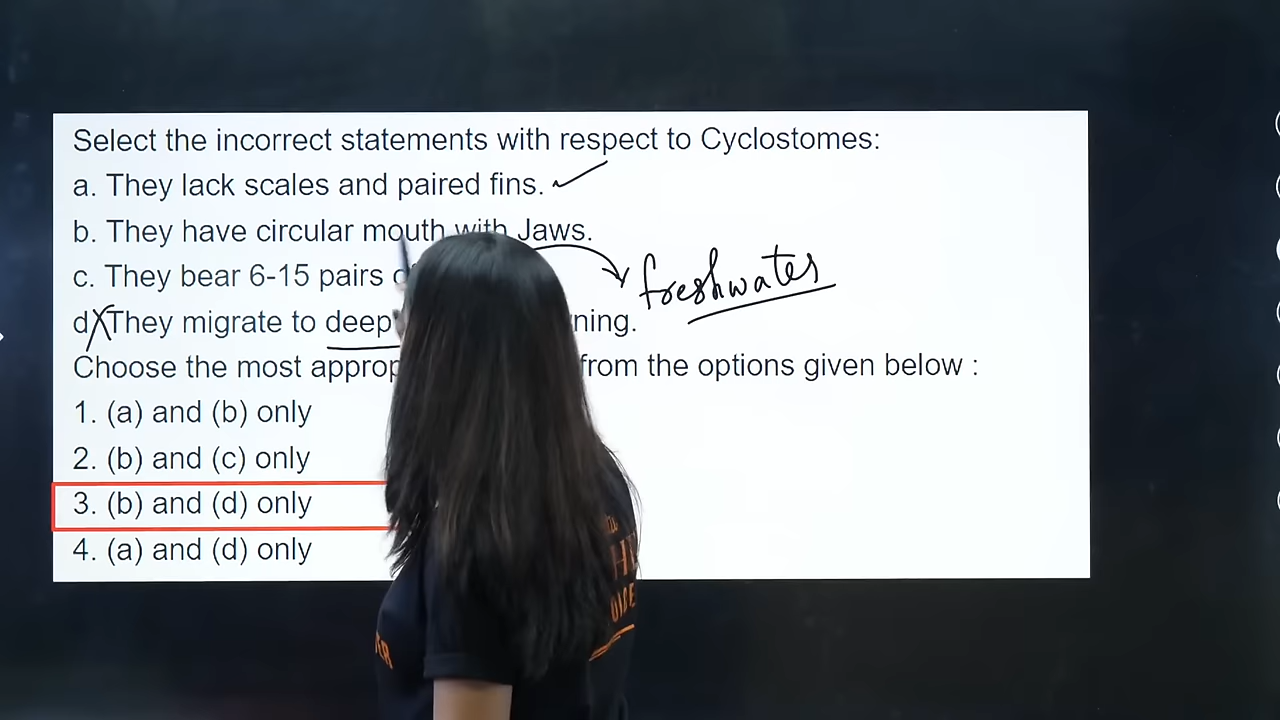 Select the incorrect statements with respect to Cyclostomes:
a. They lack scales and paired fins.
b. They have circular mouth with Jaws.
c. They bear 6-15 pairs
freshwates
d They migrate to deep ning.
Choose the most approp from the options given below :
1. (a) and (b) only
2. (b) and (c) only
3. (b) and (d) only
4. (a) and (d) only